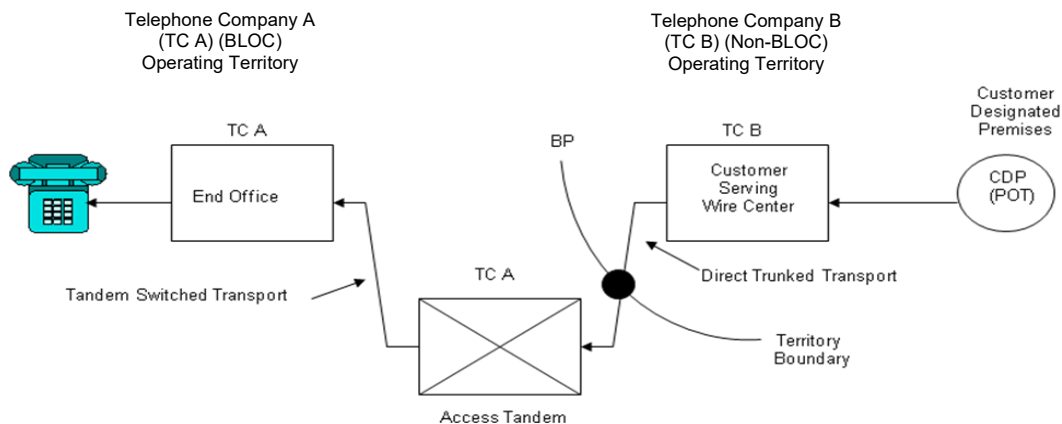 Telephone Company A
(TC A) (BLOC)
Operating Territory
Telephone Company B
(TC B) (Non-BLOC)
Operating Territory
Customer
Designated
Premises
TC A
End Office
BP
TC B
Customer
Serving
Wire Center
CDP
(POT)
Tandem Switched Transport
TC A
Direct Trunked Transport
Territory
Boundary
Access Tandem